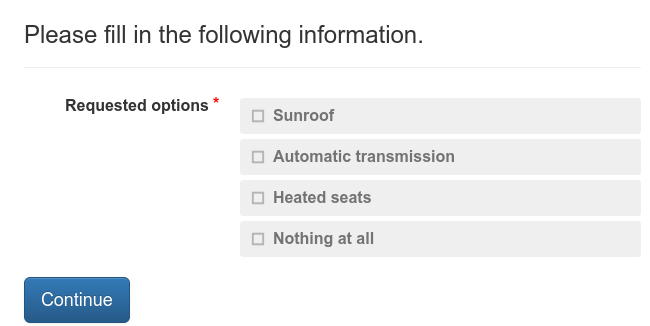 Please fill in the following information.
Requested options *
Sunroof
Automatic transmission
Heated seats
Nothing at all
Continue